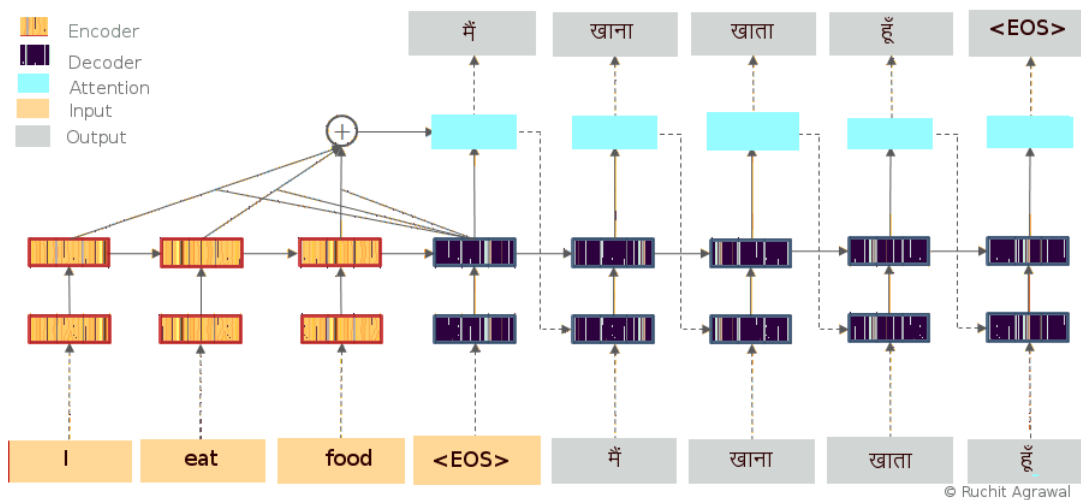 Encoder
Decoder
Attention
Input
Output
मैं खाना खाता हूँ <EOS>
+
I eat food <EOS> मैं खाना खाता हूँ
© Ruchit Agrawal